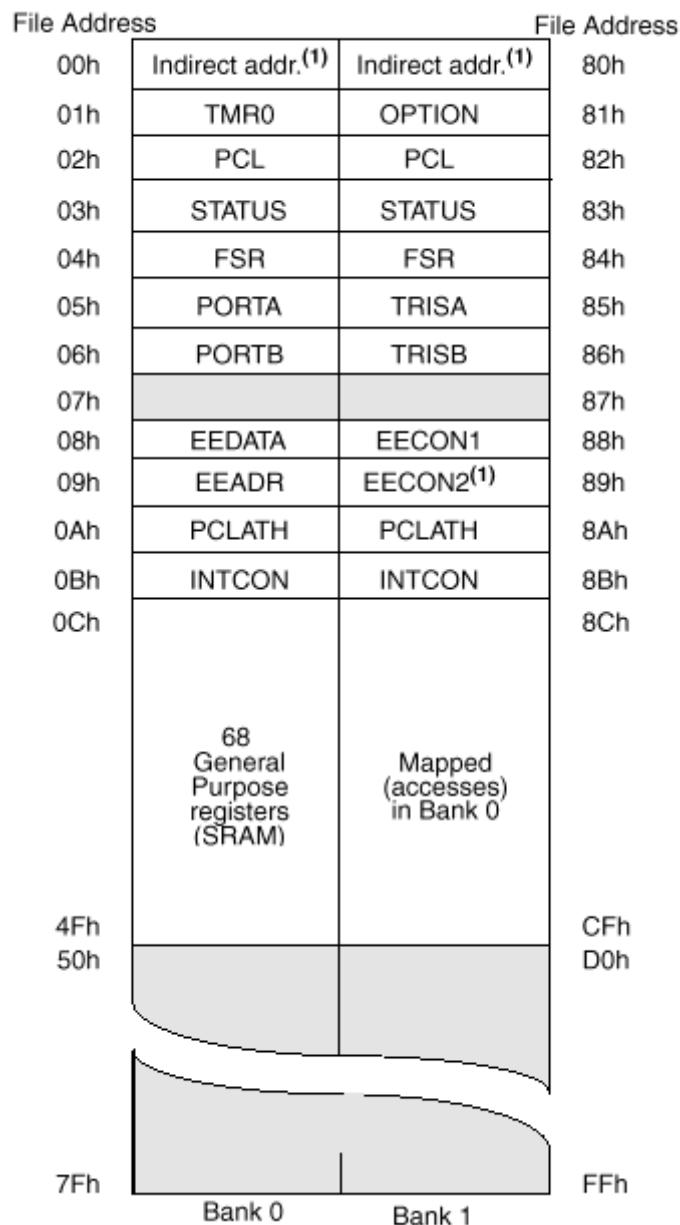 File Address File Address
00h Indirect addr.(1) Indirect addr.(1) 80h
01h TMR0 OPTION 81h
02h PCL PCL 82h
03h STATUS STATUS 83h
04h FSR FSR 84h
05h PORTA TRISA 85h
06h PORTB TRISB 86h
07h 87h
08h EEDATA EECON1 88h
09h EEADR EECON2(1) 89h
0Ah PCLATH PCLATH 8Ah
0Bh INTCON INTCON 8Bh
0Ch 8Ch
68
General
Purpose
registers
(SRAM)
Mapped
(accesses)
in Bank 0
4Fh CFh
50h D0h
7Fh FFh
Bank 0 Bank 1